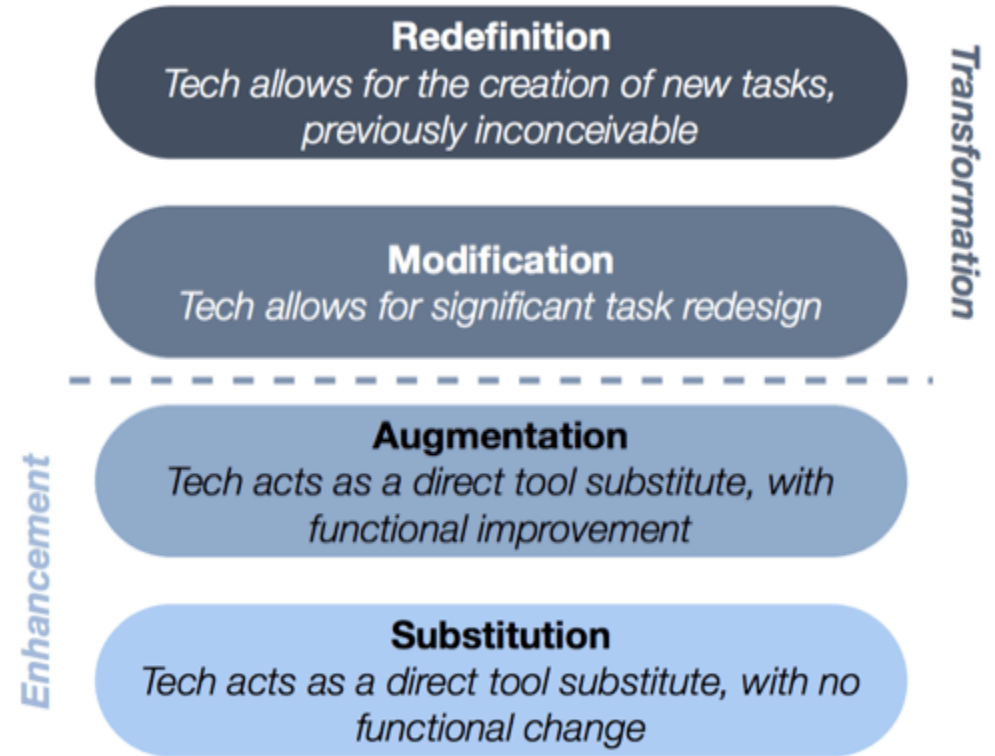 Redefinition
Tech allows for the creation of new tasks,
previously inconceivable
Transformation
Modification
Tech allows for significant task redesign
Augmentation
Tech acts as a direct tool substitute, with
functional improvement
Enhancement
Substitution
Tech acts as a direct tool substitute, with no
functional change